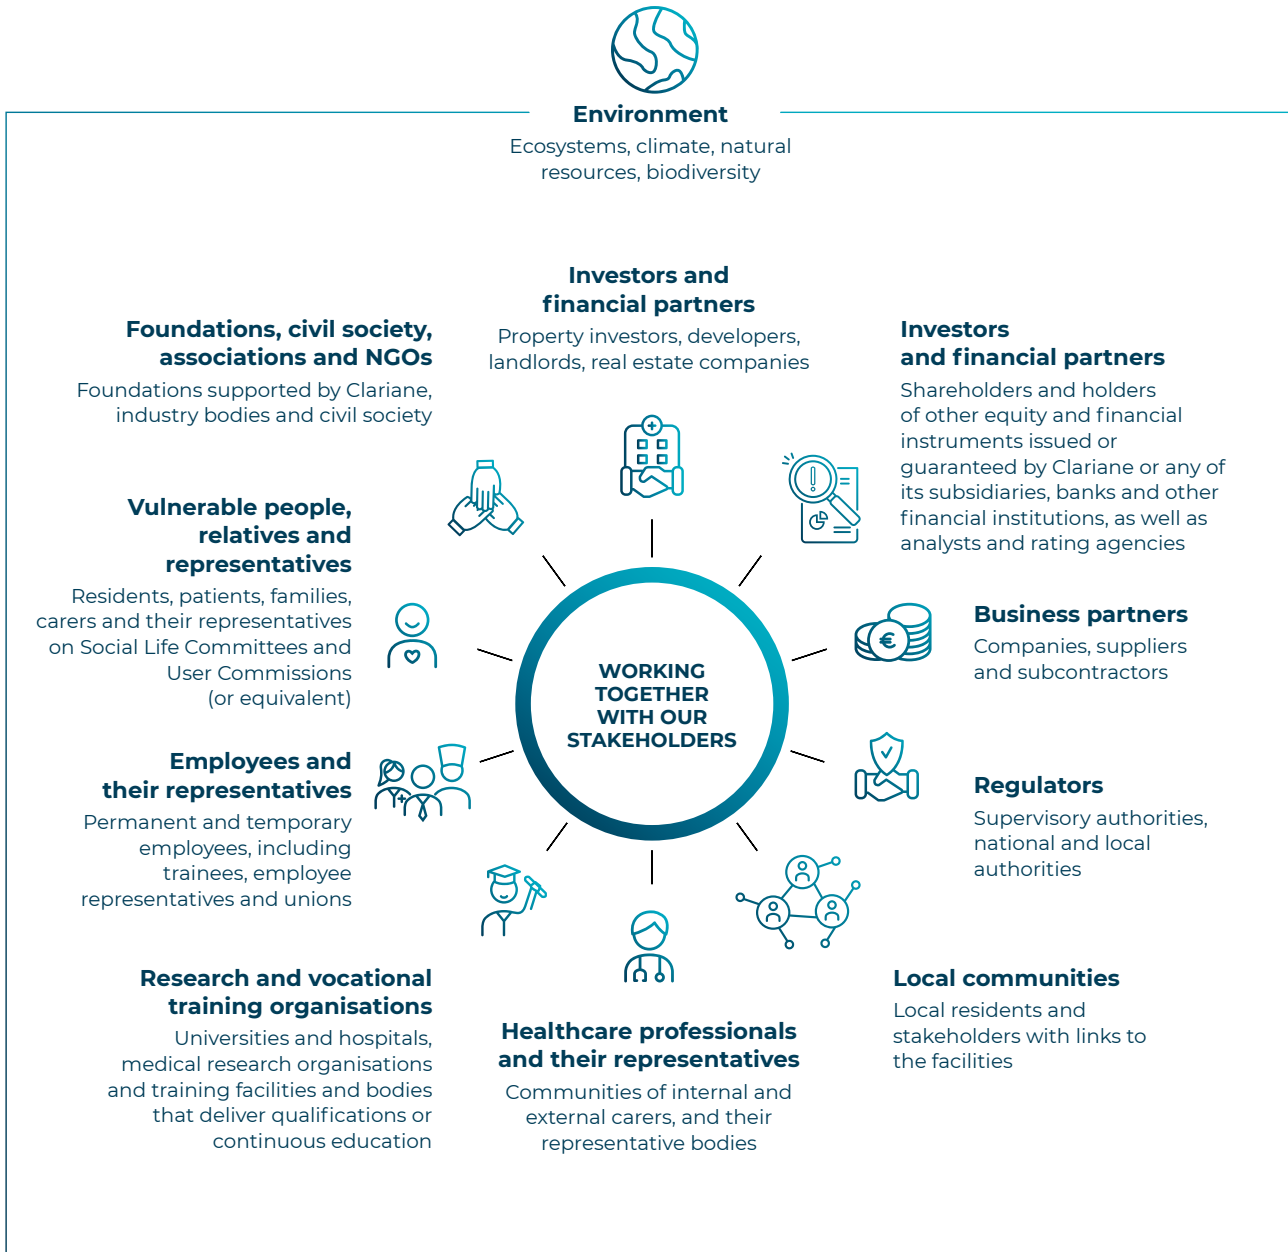 Environment
Ecosystems, climate, natural
resources, biodiversity
Investors and
financial partners
Property investors, developers,
landlords, real estate companies
Foundations, civil society,
associations and NGOs
Foundations supported by Clariane,
industry bodies and civil society
Investors
and financial partners
Shareholders and holders
of other equity and financial
instruments issued or
guaranteed by Clariane or any of
its subsidiaries, banks and other
financial institutions, as well as
analysts and rating agencies
Vulnerable people,
relatives and
representatives
Residents, patients, families,
carers and their representatives
on Social Life Committees and
User Commissions
(or equivalent)
Business partners
Companies, suppliers
and subcontractors
€
WORKING
TOGETHER
WITH OUR
STAKEHOLDERS
Employees and
their representatives
Permanent and temporary
employees, including
trainees, employee
representatives and unions
Regulators
Supervisory authorities,
national and local
authorities
Research and vocational
training organisations
Universities and hospitals,
medical research organisations
and training facilities and bodies
that deliver qualifications or
continuous education
Healthcare professionals
and their representatives
Communities of internal and
external carers, and their
representative bodies
Local communities
Local residents and
stakeholders with links to
the facilities